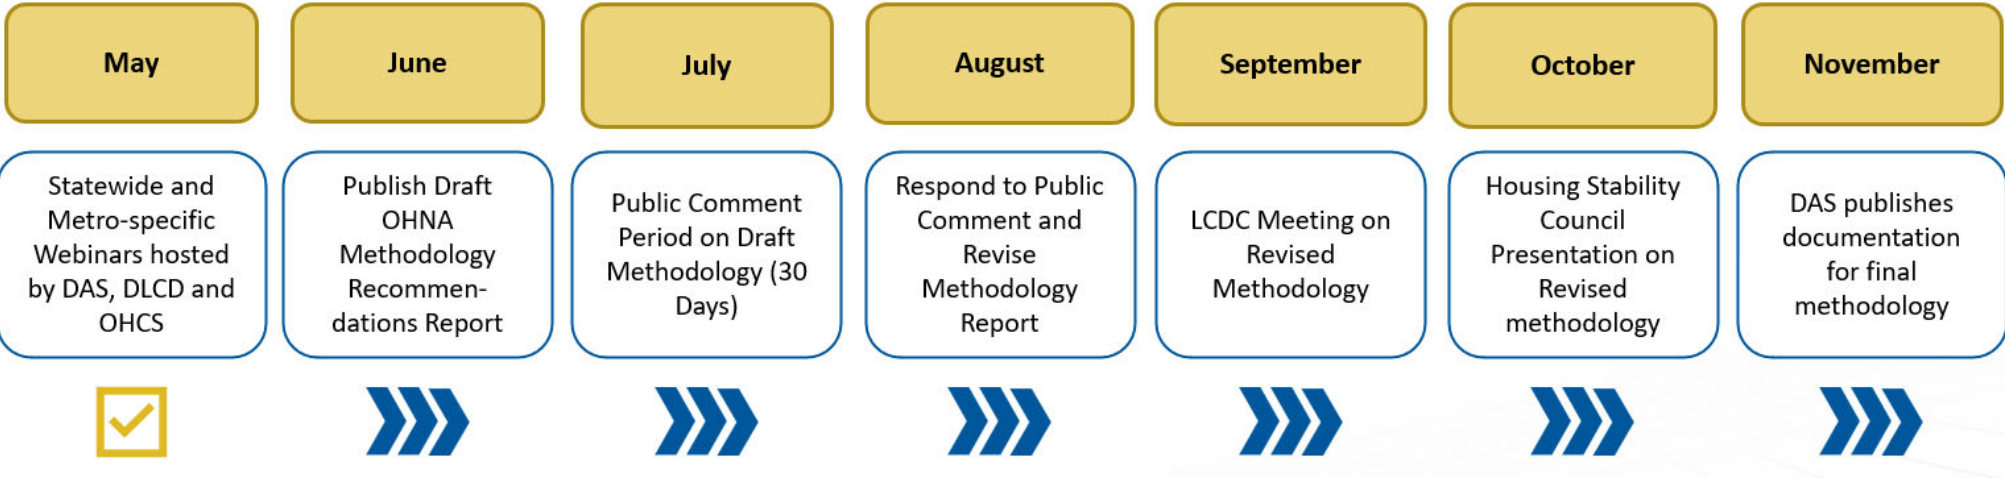 May
June
July
August
September
October
November
Statewide and
Metro-specific
Webinars hosted
by DAS, DLCD and
OHCS
Publish Draft
OHNA
Methodology
Recommen-
dations Report
Public Comment
Period on Draft
Methodology (30
Days)
Respond to Public
Comment and
Revise
Methodology
Report
LCDC Meeting on
Revised
Methodology
Housing Stability
Council
Presentation on
Revised
methodology
DAS publishes
documentation
for final
methodology